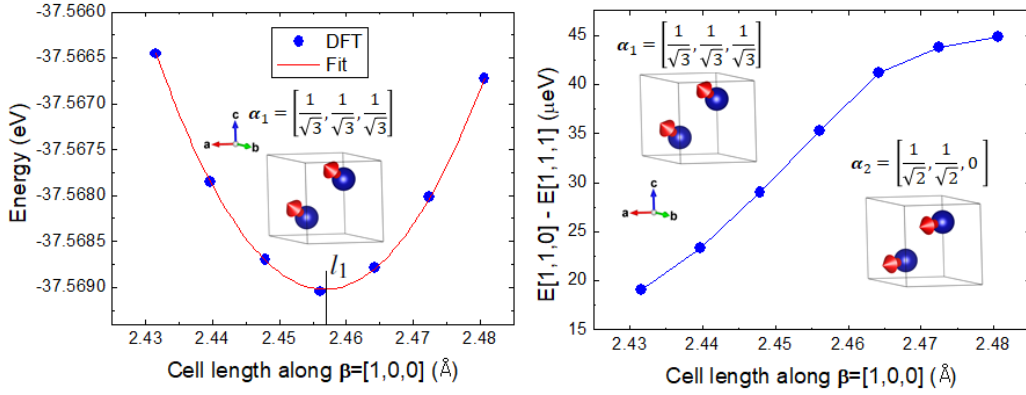 -37.5660
-37.5665
-37.5670
-37.5675
-37.5680
-37.5685
-37.5690
Energy (eV)
DFT
Fit
α₁ = [1/√3, 1/√3, 1/√3]
c
a
b
l₁
2.43 2.44 2.45 2.46 2.47 2.48
Cell length along β=[1,0,0] (Å)
45
40
35
30
25
20
15
E[1,1,0] - E[1,1,1] (μeV)
α₁ = [1/√3, 1/√3, 1/√3]
α₂ = [1/√2, 1/√2, 0]
c
a
b
2.43 2.44 2.45 2.46 2.47 2.48
Cell length along β=[1,0,0] (Å)